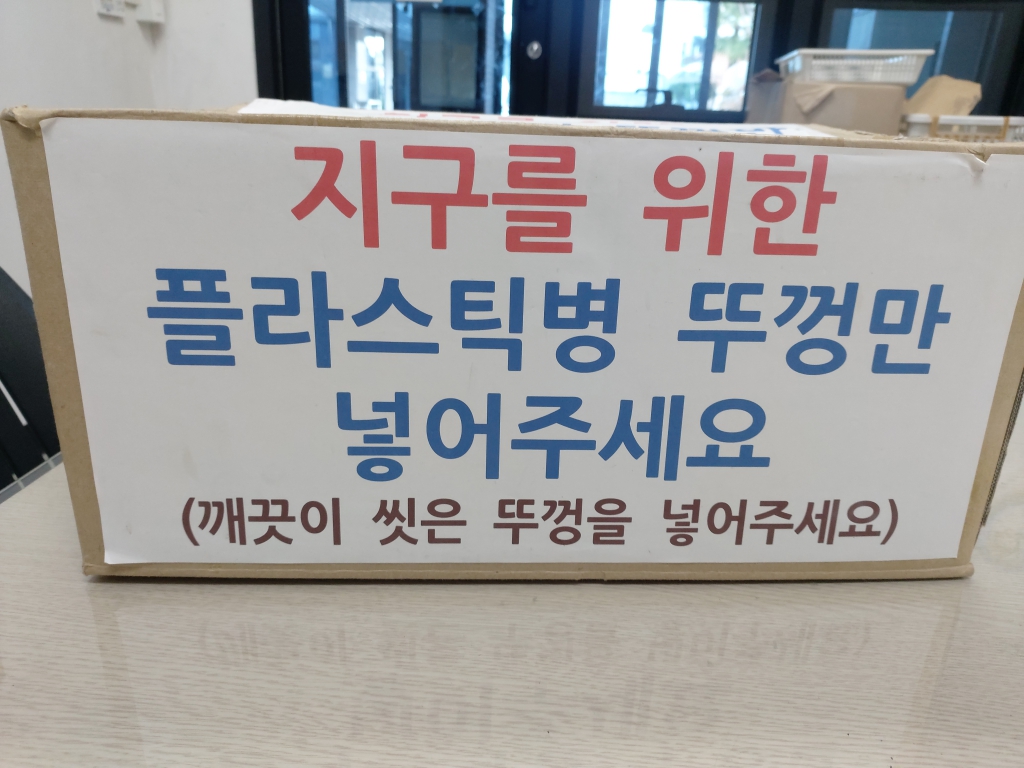 지구를 위한
플라스틱병 뚜껑만
넣어주세요
(깨끗이 씻은 뚜껑을 넣어주세요)